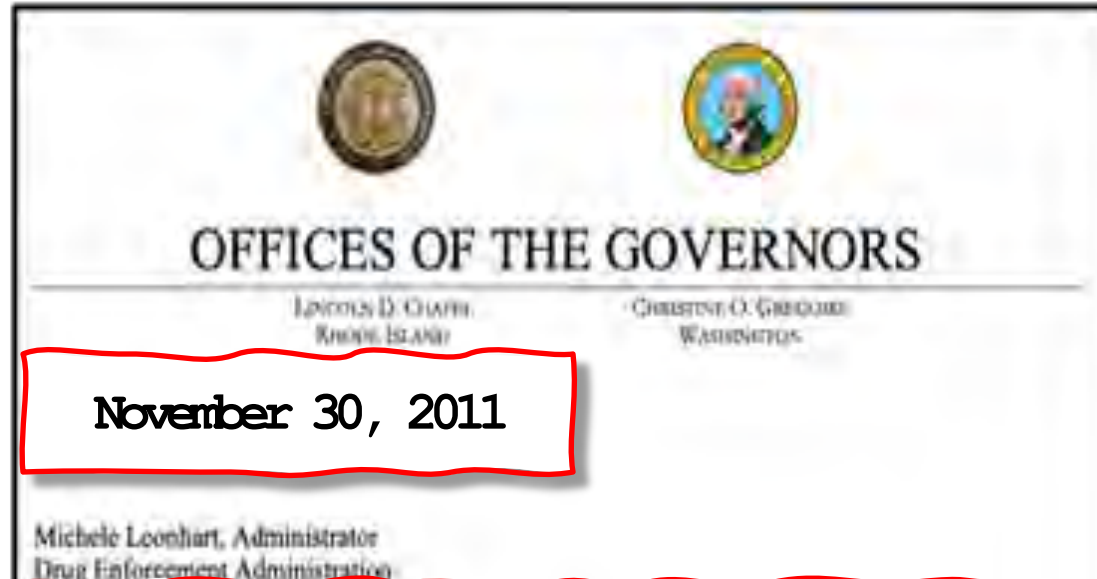 OFFICES OF THE GOVERNORS
LINCOLN D. CHAFEE
CHRISTINE O. GREGOIRE
RHODE ISLAND
WASHINGTON
November 30, 2011
Michele Leonhart, Administrator
Drug Enforcement Administration